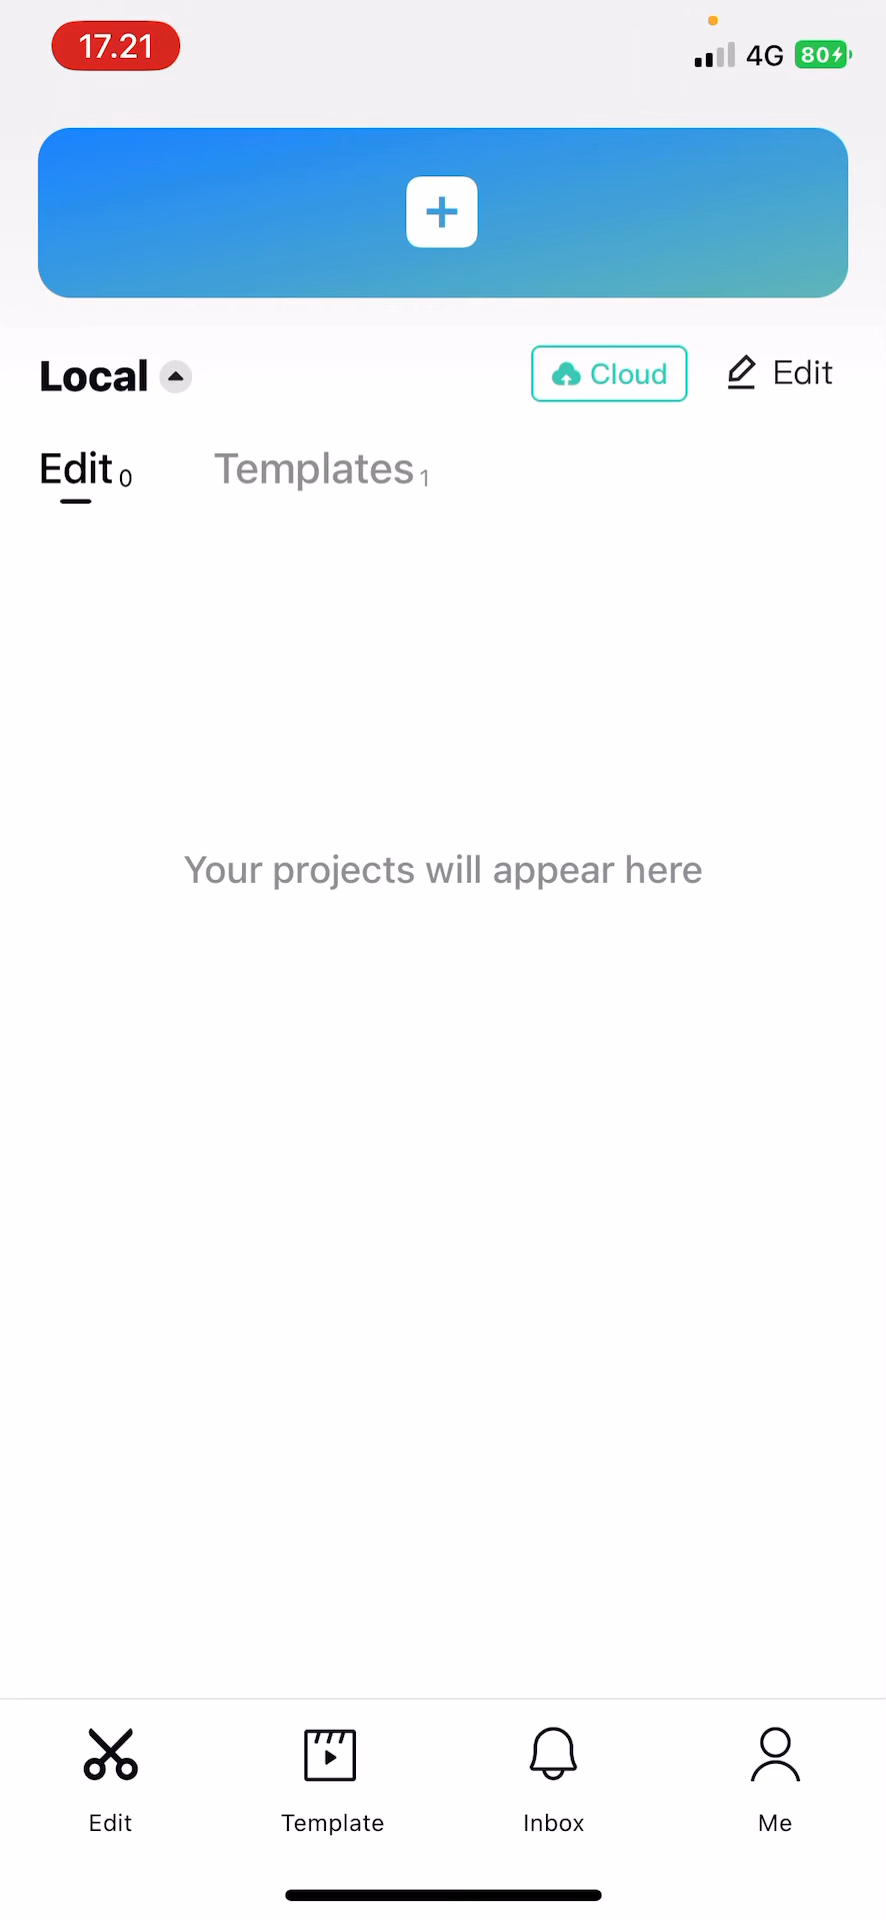 17.21
4G 80
Local
Cloud
Edit
Edit 0
Templates 1
Your projects will appear here
Edit
Template
Inbox
Me